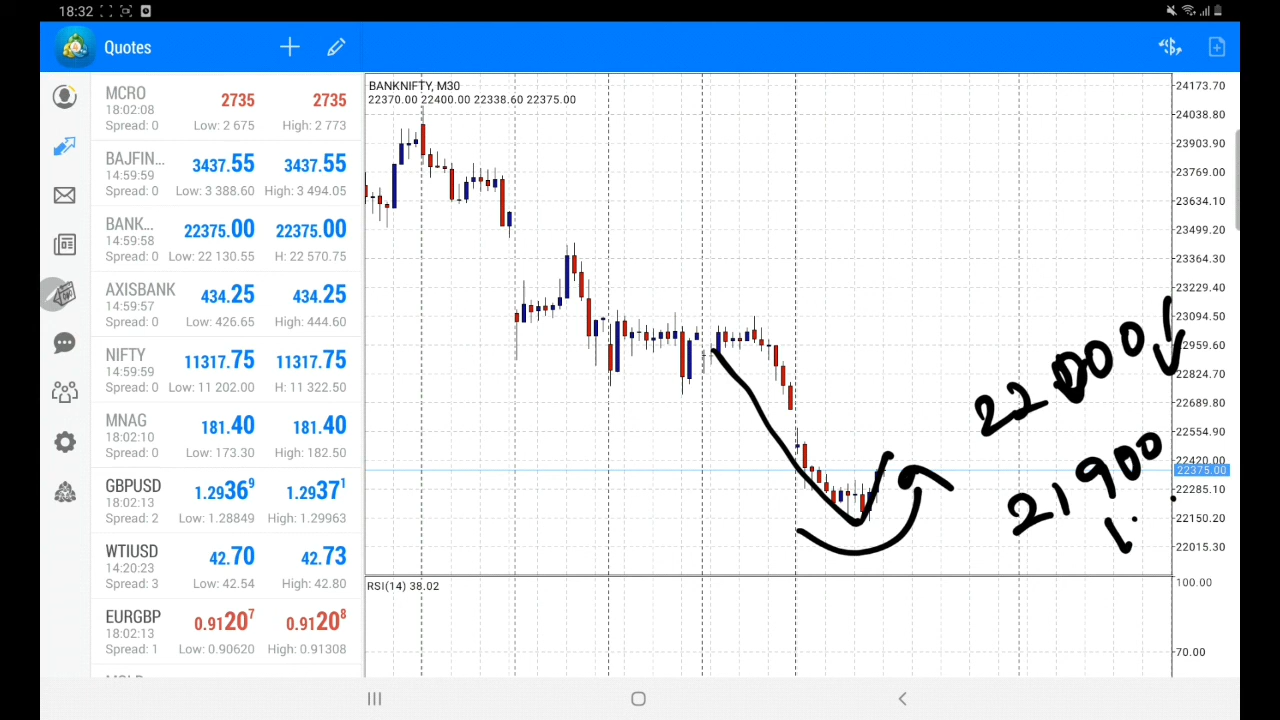 18:32
Quotes
MCRO
18:02:08
Spread: 0
2735 2735
Low: 2 675 High: 2 773
BAJFIN...
14:59:59
Spread: 0
3437.55 3437.55
Low: 3 388.60 High: 3 494.05
BANK...
14:59:58
Spread: 0
22375.00 22375.00
Low: 22 130.55 H: 22 570.75
AXISBANK
14:59:57
Spread: 0
434.25 434.25
Low: 426.65 High: 444.60
NIFTY
14:59:59
Spread: 0
11317.75 11317.75
Low: 11 202.00 H: 11 322.50
MNAG
18:02:10
Spread: 0
181.40 181.40
Low: 173.30 High: 182.50
GBPUSD
18:02:13
Spread: 2
1.29369 1.29371
Low: 1.28849 High: 1.29963
WTIUSD
14:20:23
Spread: 3
42.70 42.73
Low: 42.54 High: 42.80
EURGBP
18:02:13
Spread: 1
0.91207 0.91208
Low: 0.90620 High: 0.91308
BANKNIFTY, M30
22370.00 22400.00 22338.60 22375.00
24173.70
24038.80
23903.90
23769.00
23634.10
23499.20
23364.30
23229.40
23094.50
22959.60
22824.70
22689.80
22554.90
22420.00
22375.00
22285.10
22150.20
22015.30
22000
21900
RSI(14) 38.02
100.00
70.00